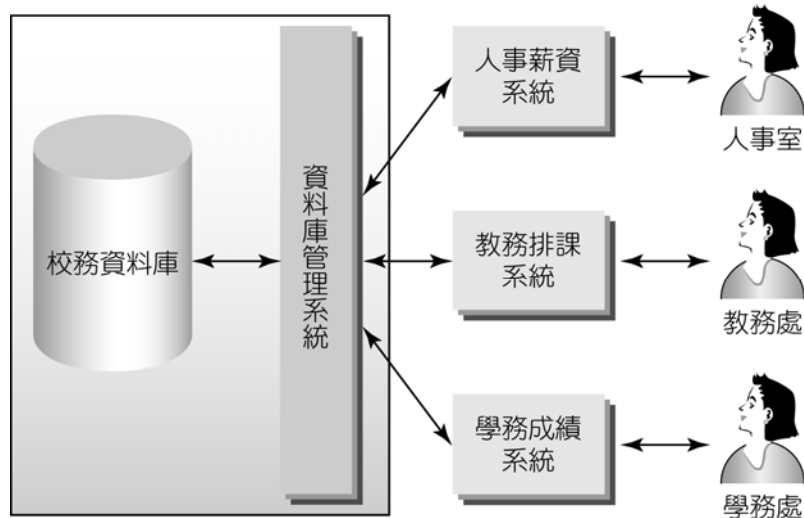 校務資料庫
資料庫管理系統
人事薪資
系統
人事室
教務排課
系統
教務處
學務成績
系統
學務處